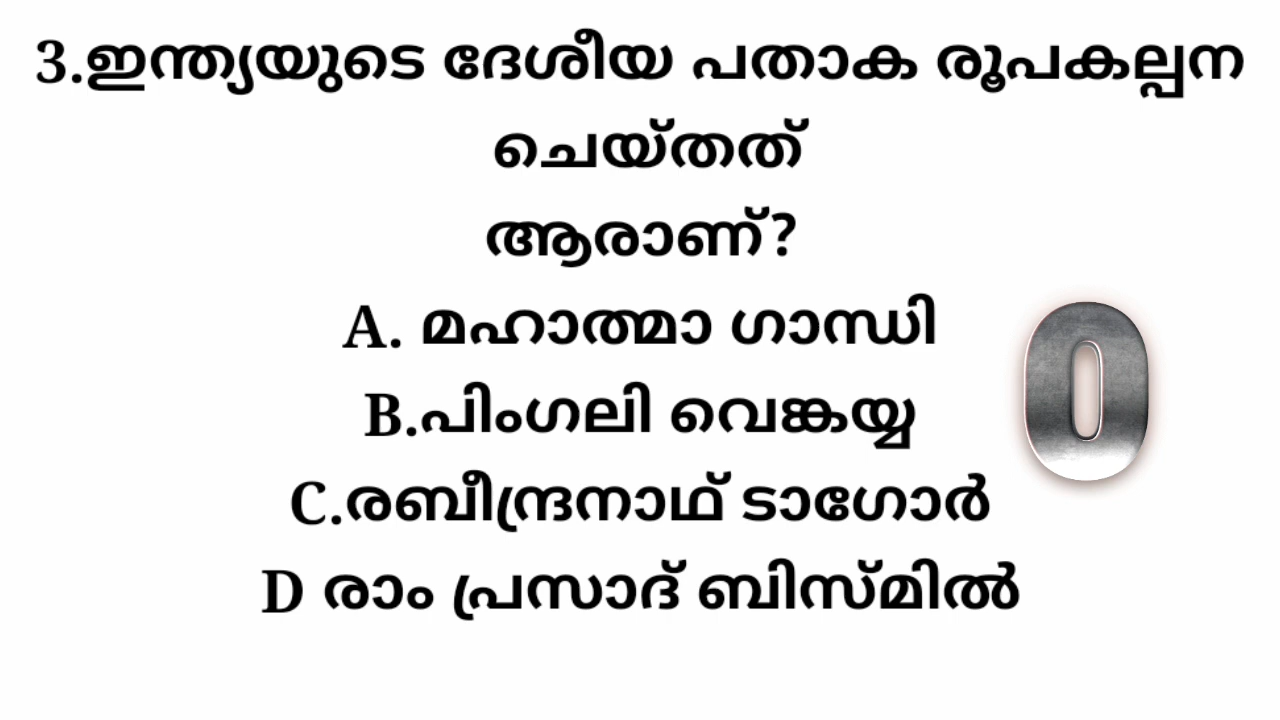 3.ഇന്ത്യയുടെ ദേശീയ പതാക രൂപകല്പന
ചെയ്തത്
ആരാണ്?
A. മഹാത്മാ ഗാന്ധി
B.പിംഗലി വെങ്കയ്യ
C.രബീന്ദ്രനാഥ് ടാഗോർ
D രാം പ്രസാദ് ബിസ്മിൽ
0